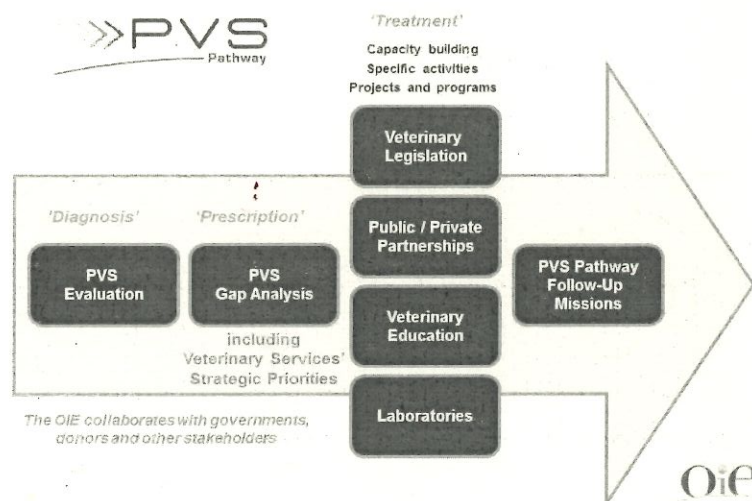 PVS
Pathway
'Treatment'
Capacity building
Specific activities
Projects and programs
Veterinary
Legislation
'Diagnosis'
'Prescription'
Public / Private
Partnerships
PVS
Evaluation
PVS
Gap Analysis
PVS Pathway
Follow-Up
Missions
including
Veterinary Services'
Strategic Priorities
Veterinary
Education
Laboratories
The OIE collaborates with governments,
donors and other stakeholders
Oie